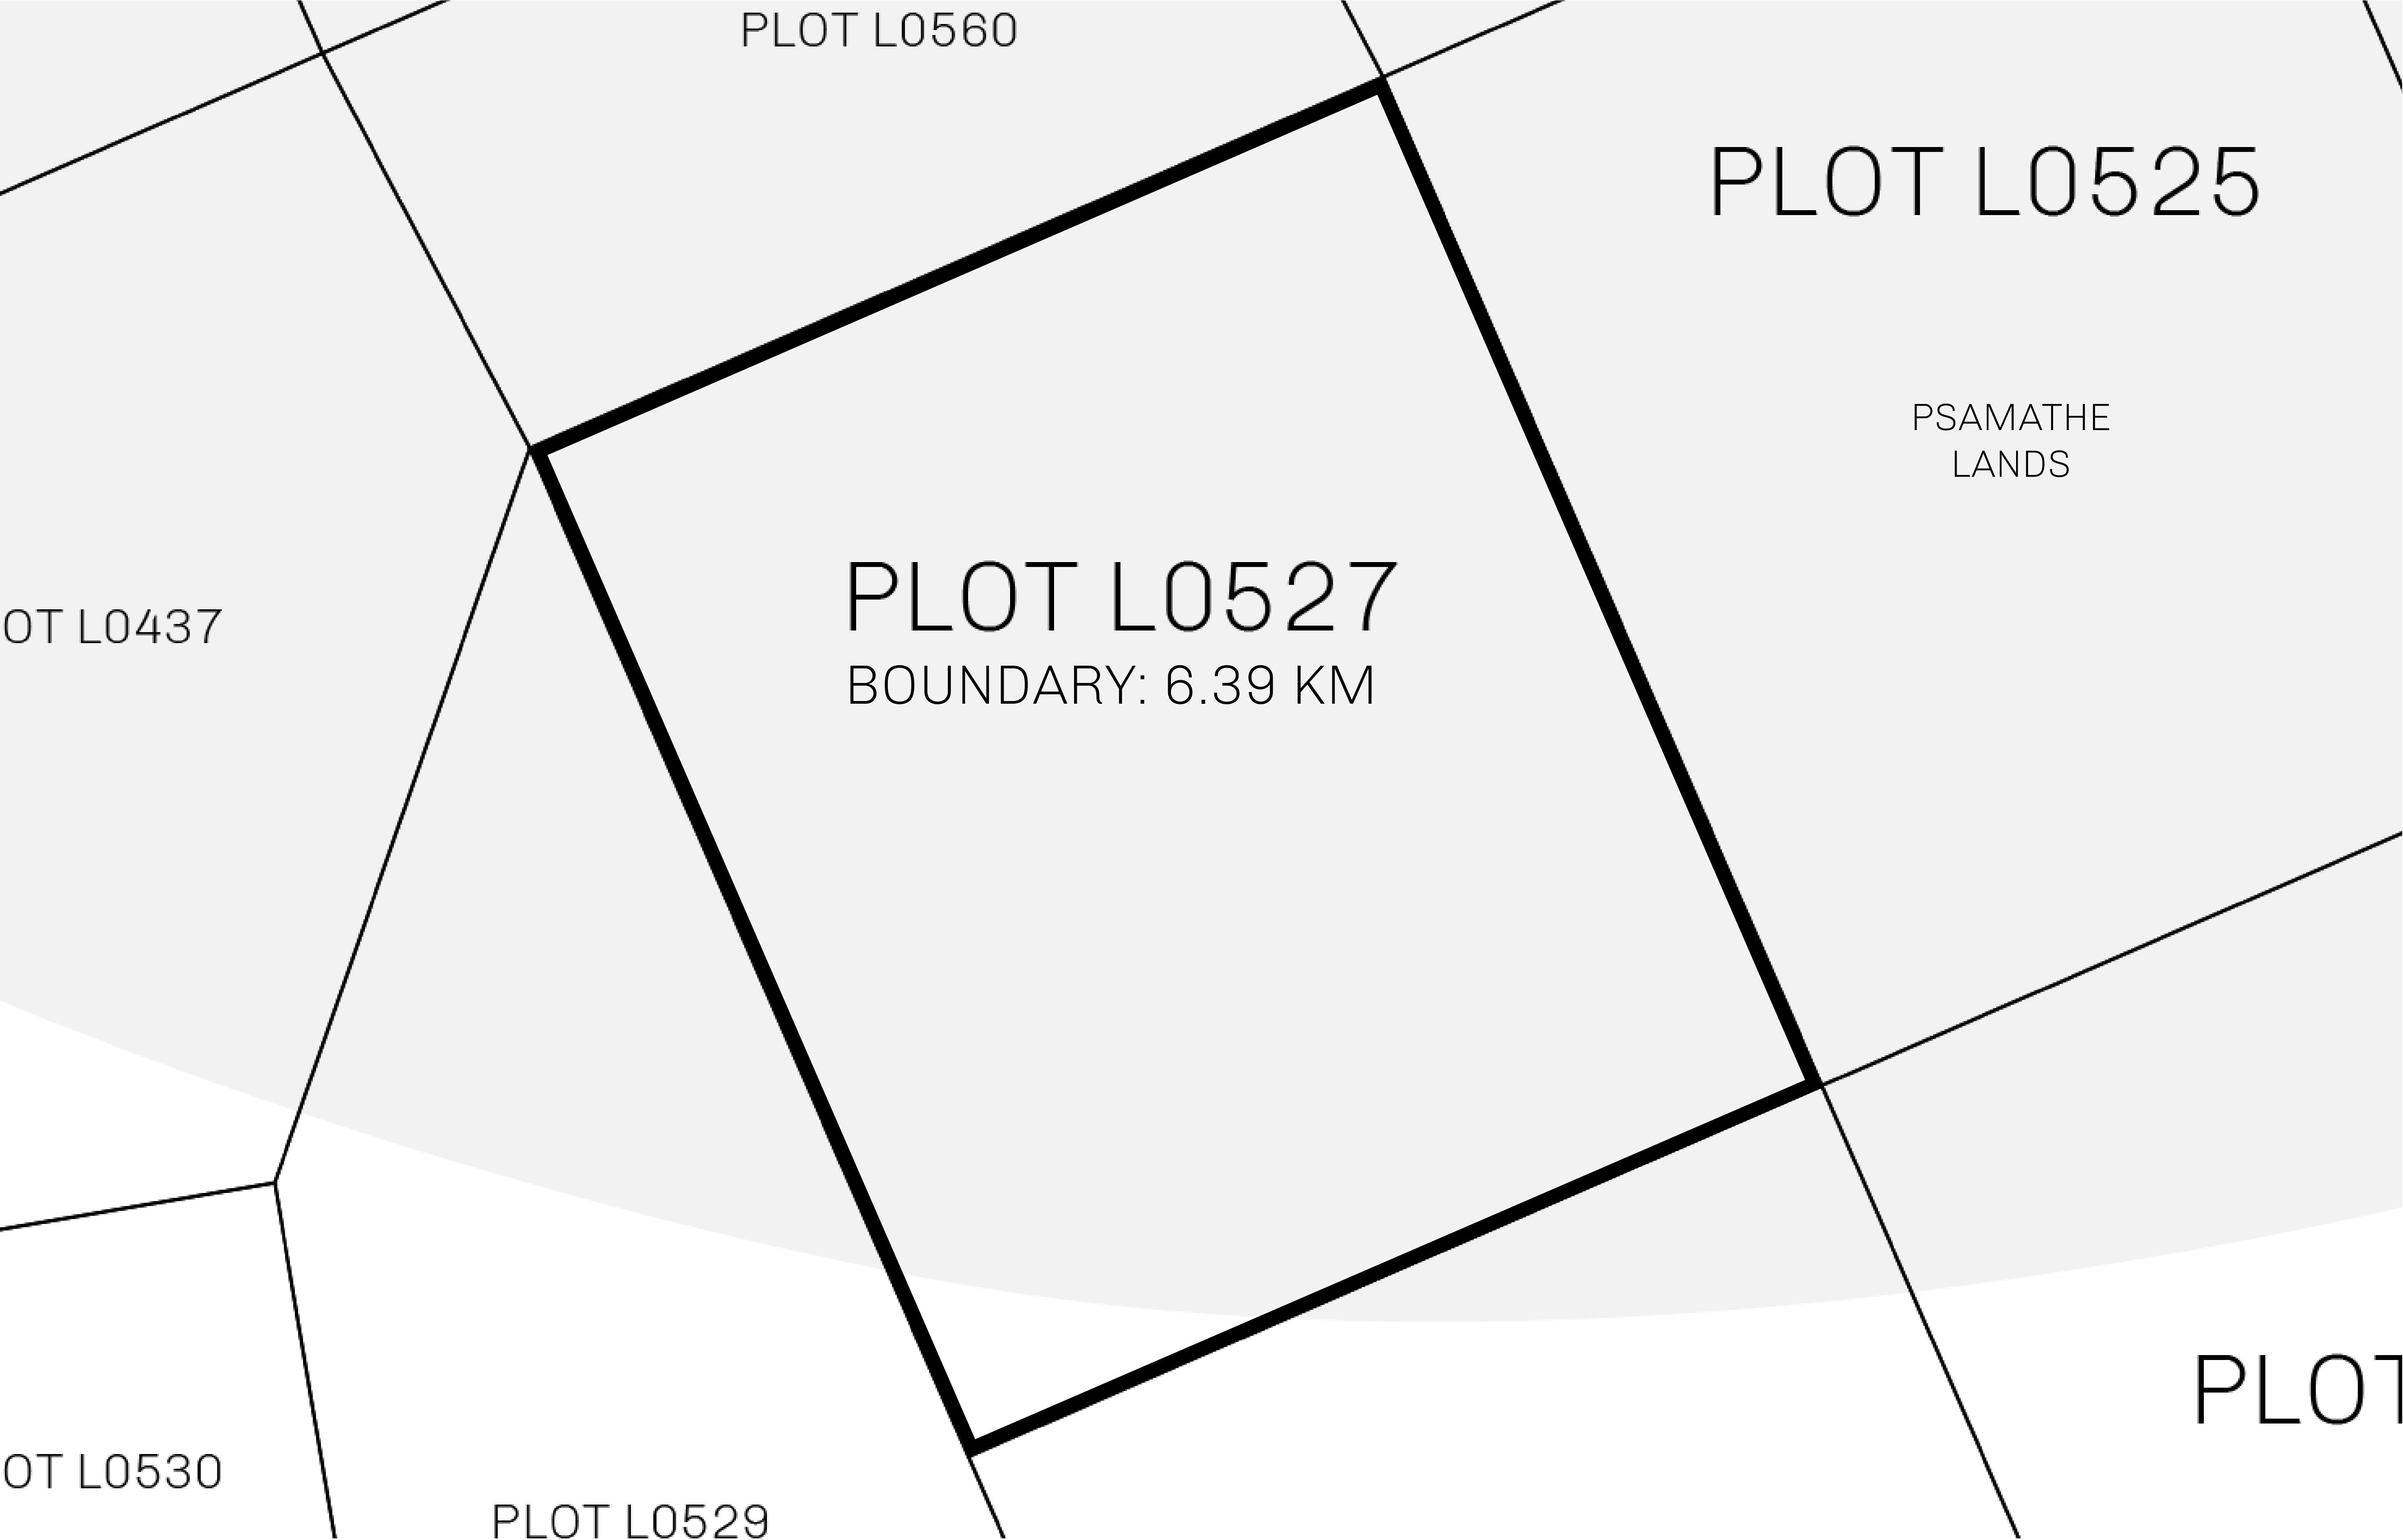 PLOT L0560
PLOT L0525
PSAMATHE
LANDS
PLOT L0527
BOUNDARY: 6.39 KM
OT L0437
PLOT
OT L0530
PLOT L0529